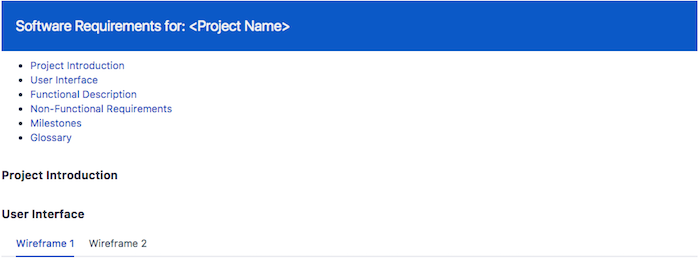 Software Requirements for: <Project Name>
Project Introduction
User Interface
Functional Description
Non-Functional Requirements
Milestones
Glossary
Project Introduction
User Interface
Wireframe 1 Wireframe 2